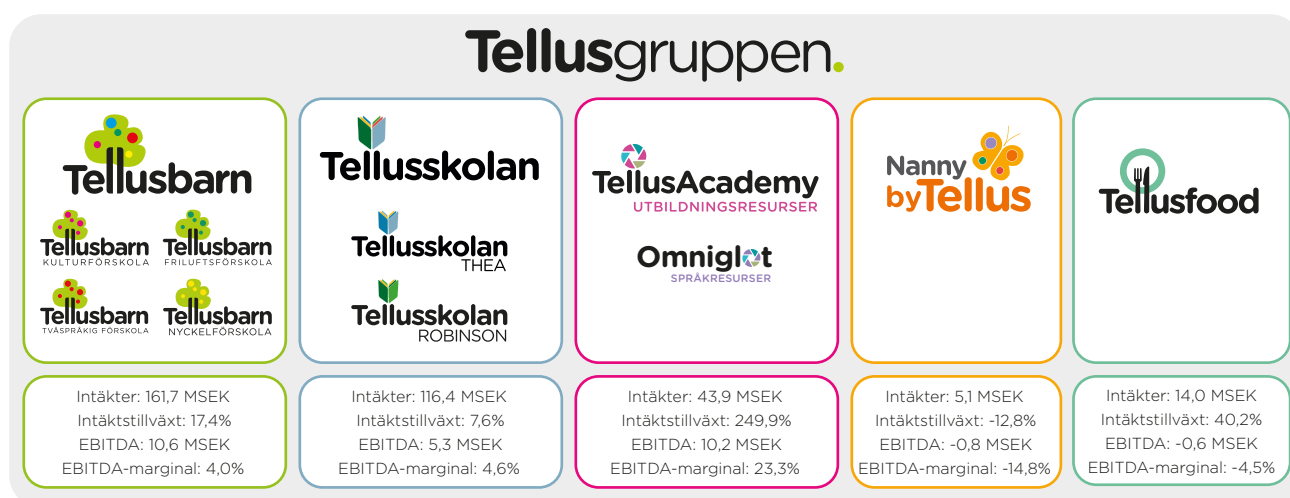 Tellusgruppen.
Tellusbarn
Tellusbarn
KULTURFÖRSKOLA
Tellusbarn
FRILUFTSFÖRSKOLA
Tellusbarn
TVÅSPRÅKIG FÖRSKOLA
Tellusbarn
NYCKELFÖRSKOLA
Tellusskolan
Tellusskolan
THEA
Tellusskolan
ROBINSON
TellusAcademy
UTBILDNINGSRESURSER
Omniglot
SPRÅKRESURSER
Nanny
byTellus
Tellusfood
Intäkter: 161,7 MSEK
Intäktstillväxt: 17,4%
EBITDA: 10,6 MSEK
EBITDA-marginal: 4,0%
Intäkter: 116,4 MSEK
Intäktstillväxt: 7,6%
EBITDA: 5,3 MSEK
EBITDA-marginal: 4,6%
Intäkter: 43,9 MSEK
Intäktstillväxt: 249,9%
EBITDA: 10,2 MSEK
EBITDA-marginal: 23,3%
Intäkter: 5,1 MSEK
Intäktstillväxt: -12,8%
EBITDA: -0,8 MSEK
EBITDA-marginal: -14,8%
Intäkter: 14,0 MSEK
Intäktstillväxt: 40,2%
EBITDA: -0,6 MSEK
EBITDA-marginal: -4,5%